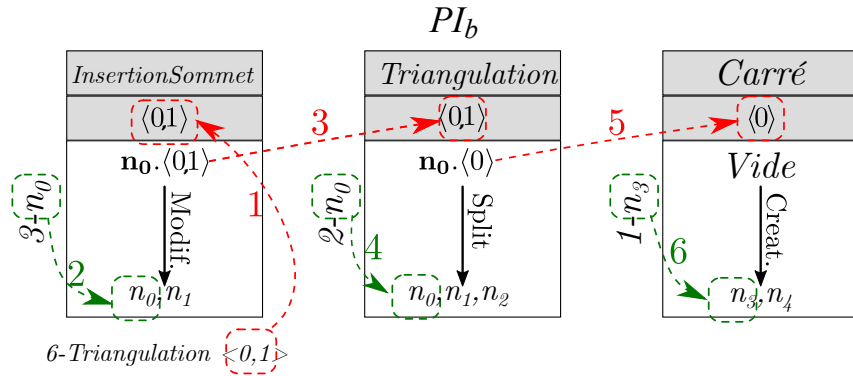 PI_b
InsertionSommet
⟨0,1⟩
n₀.⟨0,1⟩
3-n₀
Modif.
1
2
n₀,n₁
6-Triangulation <0,1>
3
Triangulation
⟨0,1⟩
n₀.⟨0⟩
2-n₀
Split
4
n₀,n₁,n₂
5
Carré
⟨0⟩
Vide
1-n₃
Creat.
6
n₃,n₄